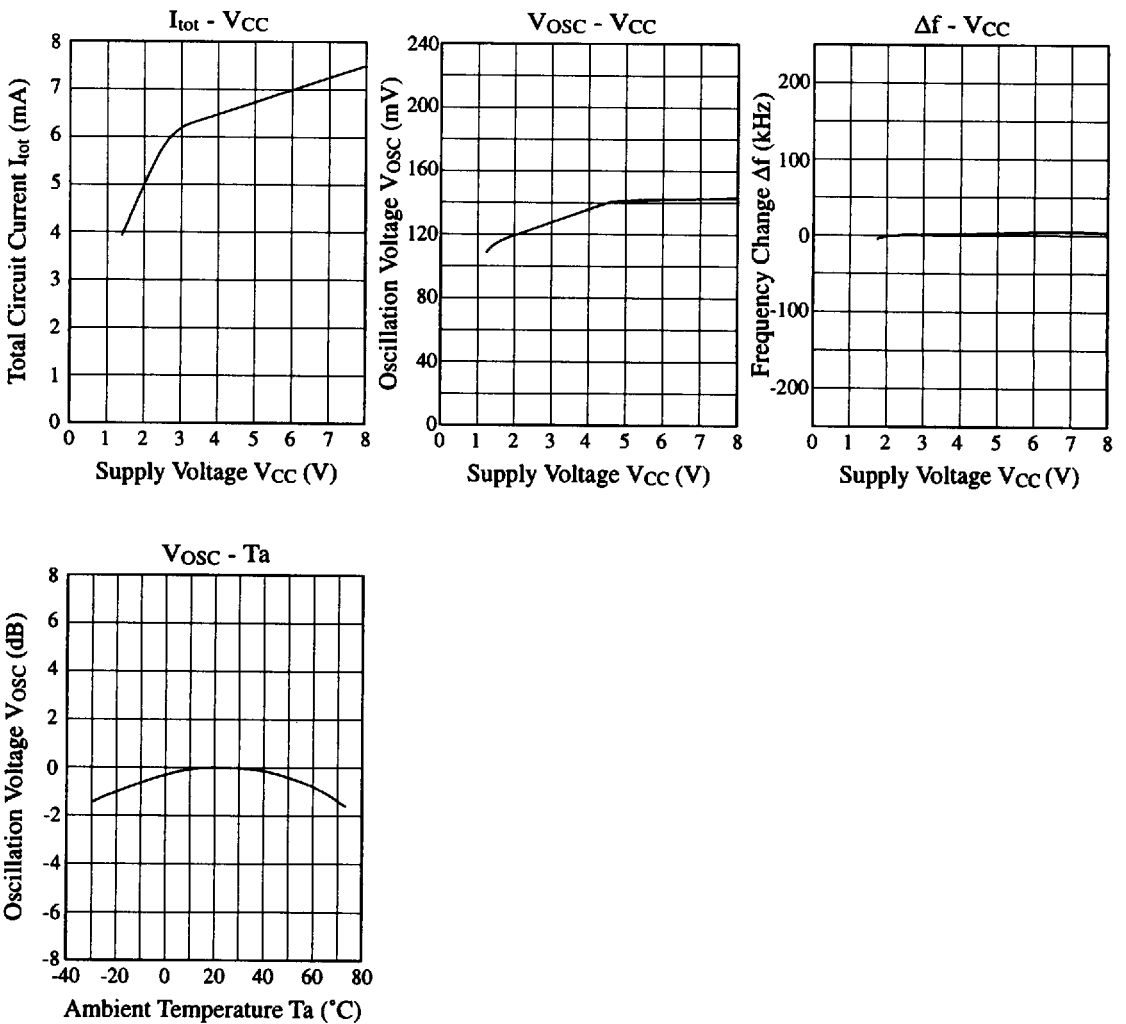 Itot - VCC
Total Circuit Current Itot (mA)
8
7
6
5
4
3
2
1
0
0 1 2 3 4 5 6 7 8
Supply Voltage VCC (V)
VOSC - VCC
Oscillation Voltage VOSC (mV)
240
200
160
120
80
40
0
0 1 2 3 4 5 6 7 8
Supply Voltage VCC (V)
Δf - VCC
Frequency Change Δf (kHz)
200
100
0
-100
-200
0 1 2 3 4 5 6 7 8
Supply Voltage VCC (V)
VOSC - Ta
Oscillation Voltage VOSC (dB)
8
6
4
2
0
-2
-4
-6
-8
-40 -20 0 20 40 60 80
Ambient Temperature Ta (°C)